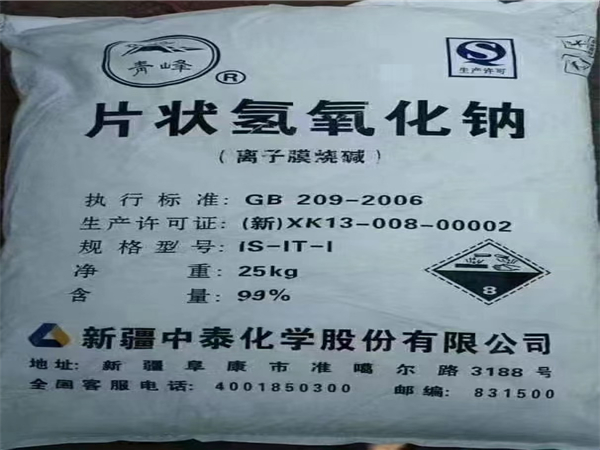 青峰 ®
生产许可
片状氢氧化钠
（离子膜烧碱）
执行标准: GB 209-2006
生产许可证: (新)XK13-008-00002
规格型号: IS-IT-I
净重: 25kg
含量: 99%
8
新疆中泰化学股份有限公司
地址: 新疆阜康市准噶尔路3188号
全国客服电话: 4001850300 邮编: 831500